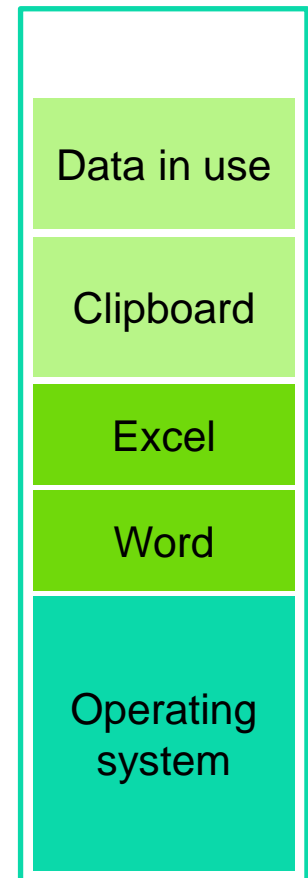 Data in use
Clipboard
Excel
Word
Operating
system